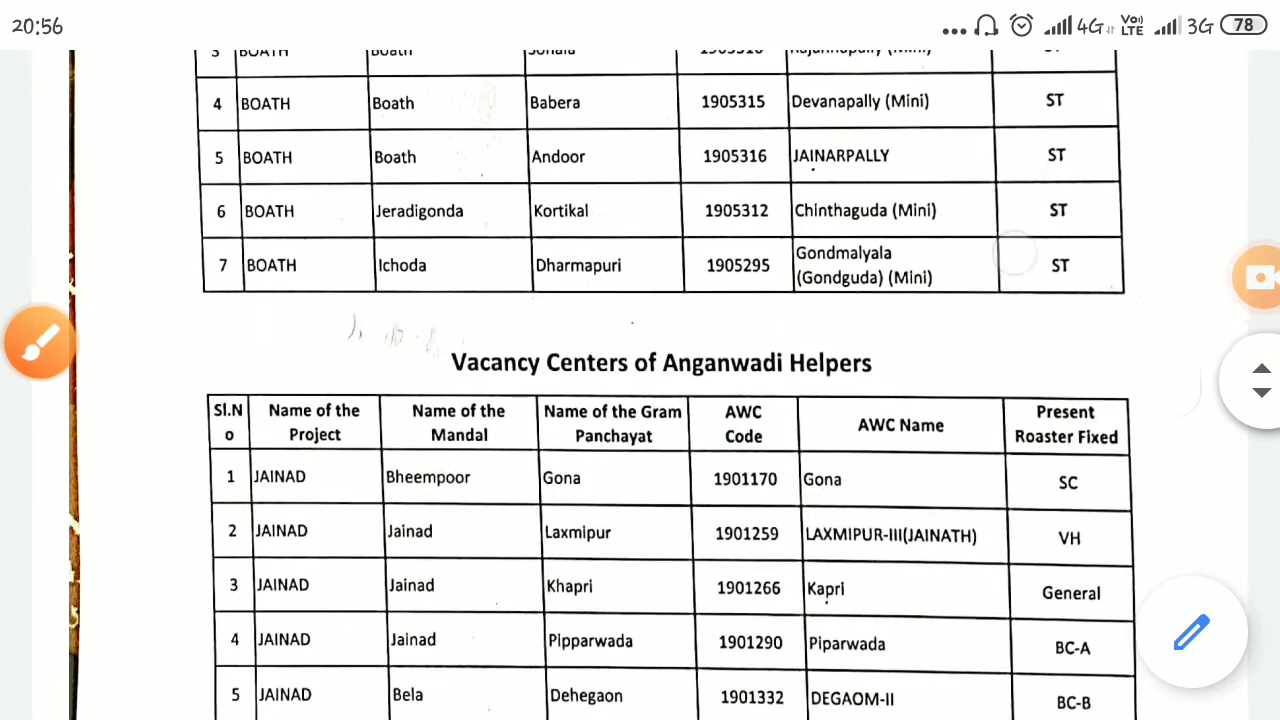 20:56 4G VoLTE 3G 78
3 BOATH Boath
4 BOATH Boath Babera 1905315 Devanapally (Mini) ST
5 BOATH Boath Andoor 1905316 JAINARPALLY ST
6 BOATH Jeradigonda Kortikal 1905312 Chinthaguda (Mini) ST
7 BOATH Ichoda Dharmapuri 1905295 Gondmalyala (Gondguda) (Mini) ST
Vacancy Centers of Anganwadi Helpers
Sl.No Name of the Project Name of the Mandal Name of the Gram Panchayat AWC Code AWC Name Present Roaster Fixed
1 JAINAD Bheempoor Gona 1901170 Gona SC
2 JAINAD Jainad Laxmipur 1901259 LAXMIPUR-III(JAINATH) VH
3 JAINAD Jainad Khapri 1901266 Kapri General
4 JAINAD Jainad Pipparwada 1901290 Piparwada BC-A
5 JAINAD Bela Dehegaon 1901332 DEGAOM-II BC-B